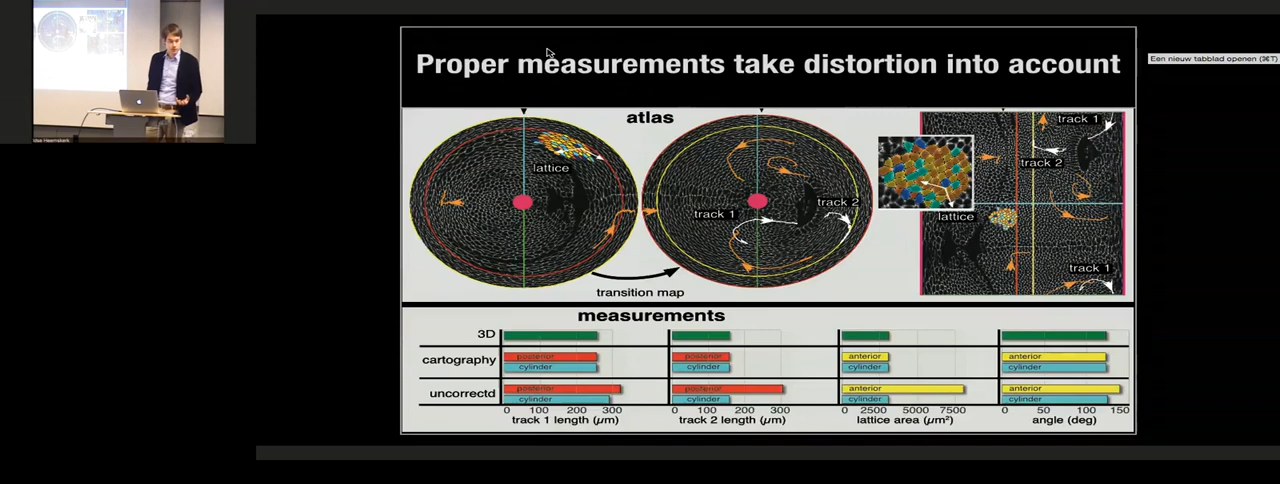 Proper measurements take distortion into account
Een nieuw tabblad openen (⌘T)
atlas
lattice
track 1
track 2
transition map
track 1
track 2
lattice
track 1
measurements
3D
cartography
posterior
posterior
anterior
anterior
cylinder
cylinder
cylinder
cylinder
uncorrectd
posterior
posterior
anterior
anterior
cylinder
cylinder
cylinder
cylinder
0 100 200 300
0 100 200 300
0 2500 5000 7500
0 50 100 150
track 1 length (μm)
track 2 length (μm)
lattice area (μm²)
angle (deg)